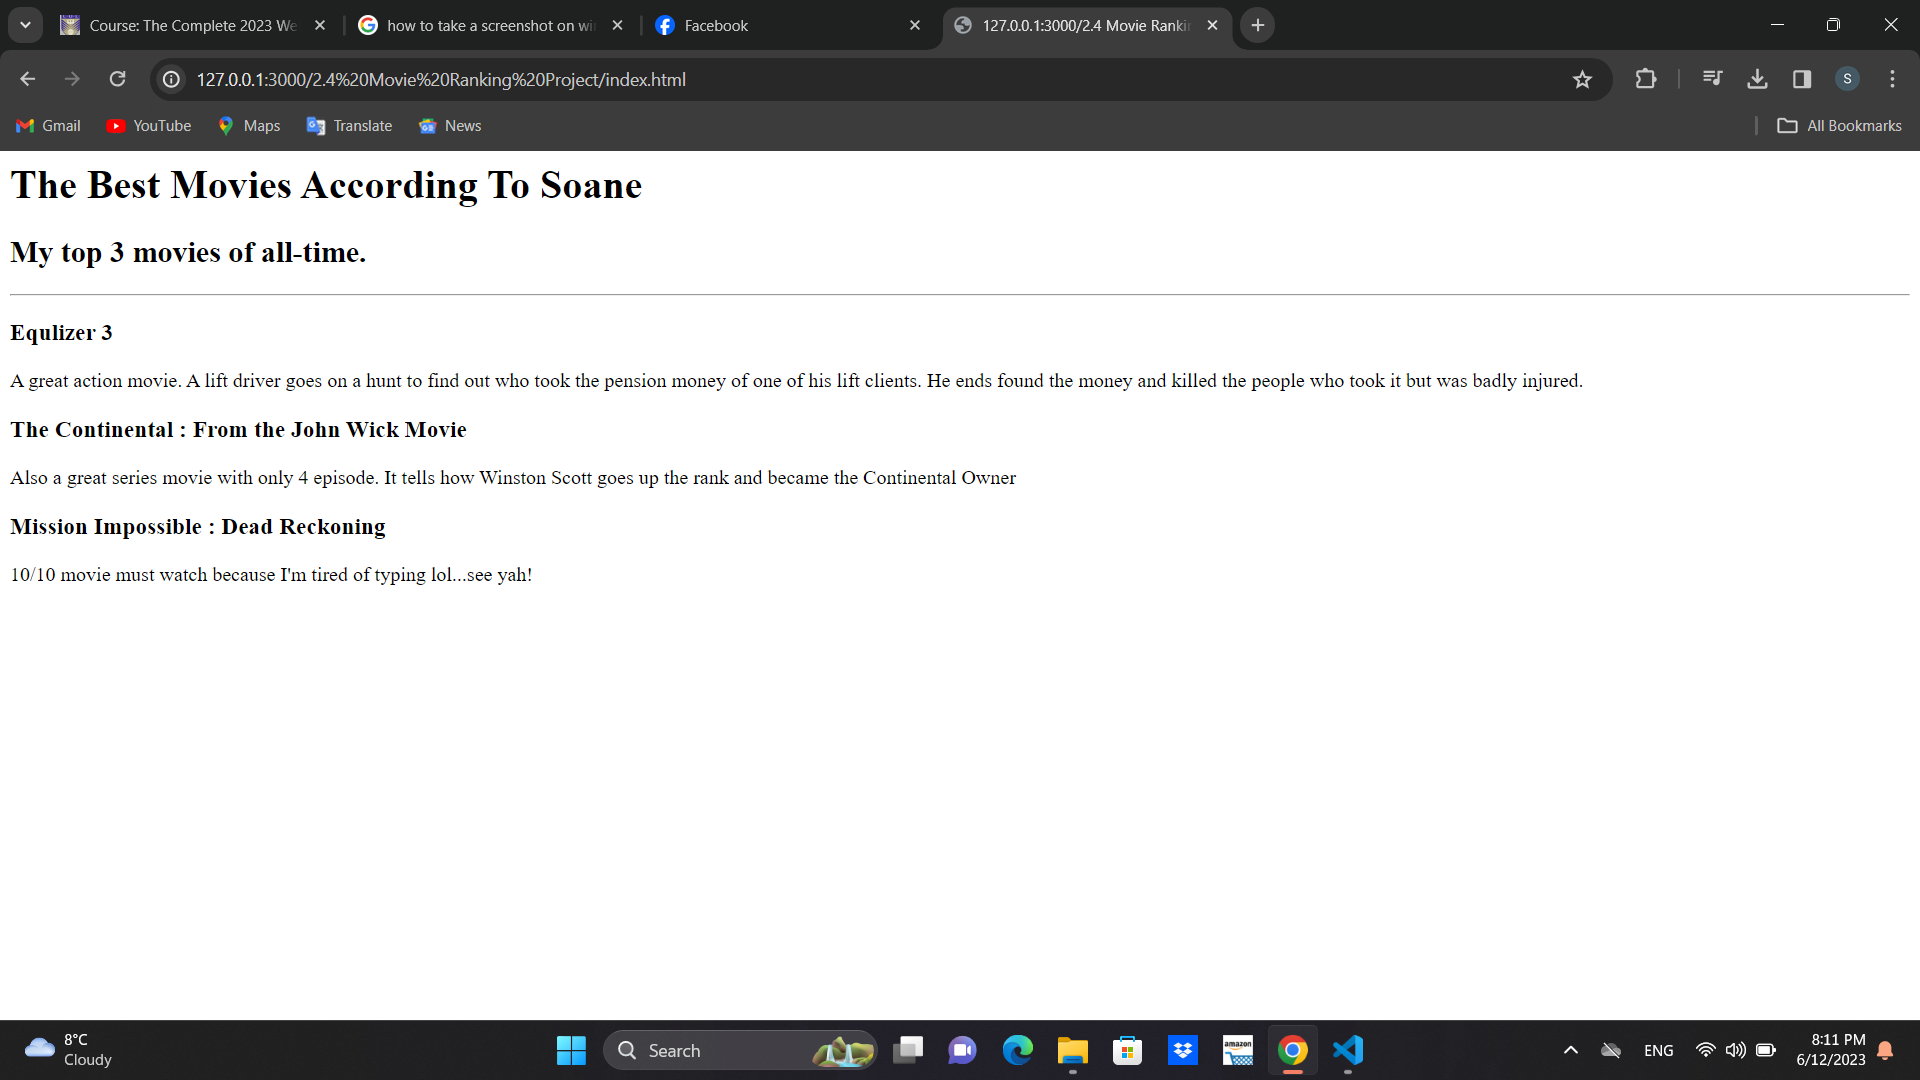 Course: The Complete 2023 We
how to take a screenshot on wi
Facebook
127.0.0.1:3000/2.4 Movie Ranki
127.0.0.1:3000/2.4%20Movie%20Ranking%20Project/index.html
S
Gmail
YouTube
Maps
Translate
News
All Bookmarks
The Best Movies According To Soane
My top 3 movies of all-time.
Equlizer 3
A great action movie. A lift driver goes on a hunt to find out who took the pension money of one of his lift clients. He ends found the money and killed the people who took it but was badly injured.
The Continental : From the John Wick Movie
Also a great series movie with only 4 episode. It tells how Winston Scott goes up the rank and became the Continental Owner
Mission Impossible : Dead Reckoning
10/10 movie must watch because I'm tired of typing lol...see yah!
8°C
Cloudy
Search
amazon
ENG
8:11 PM
6/12/2023